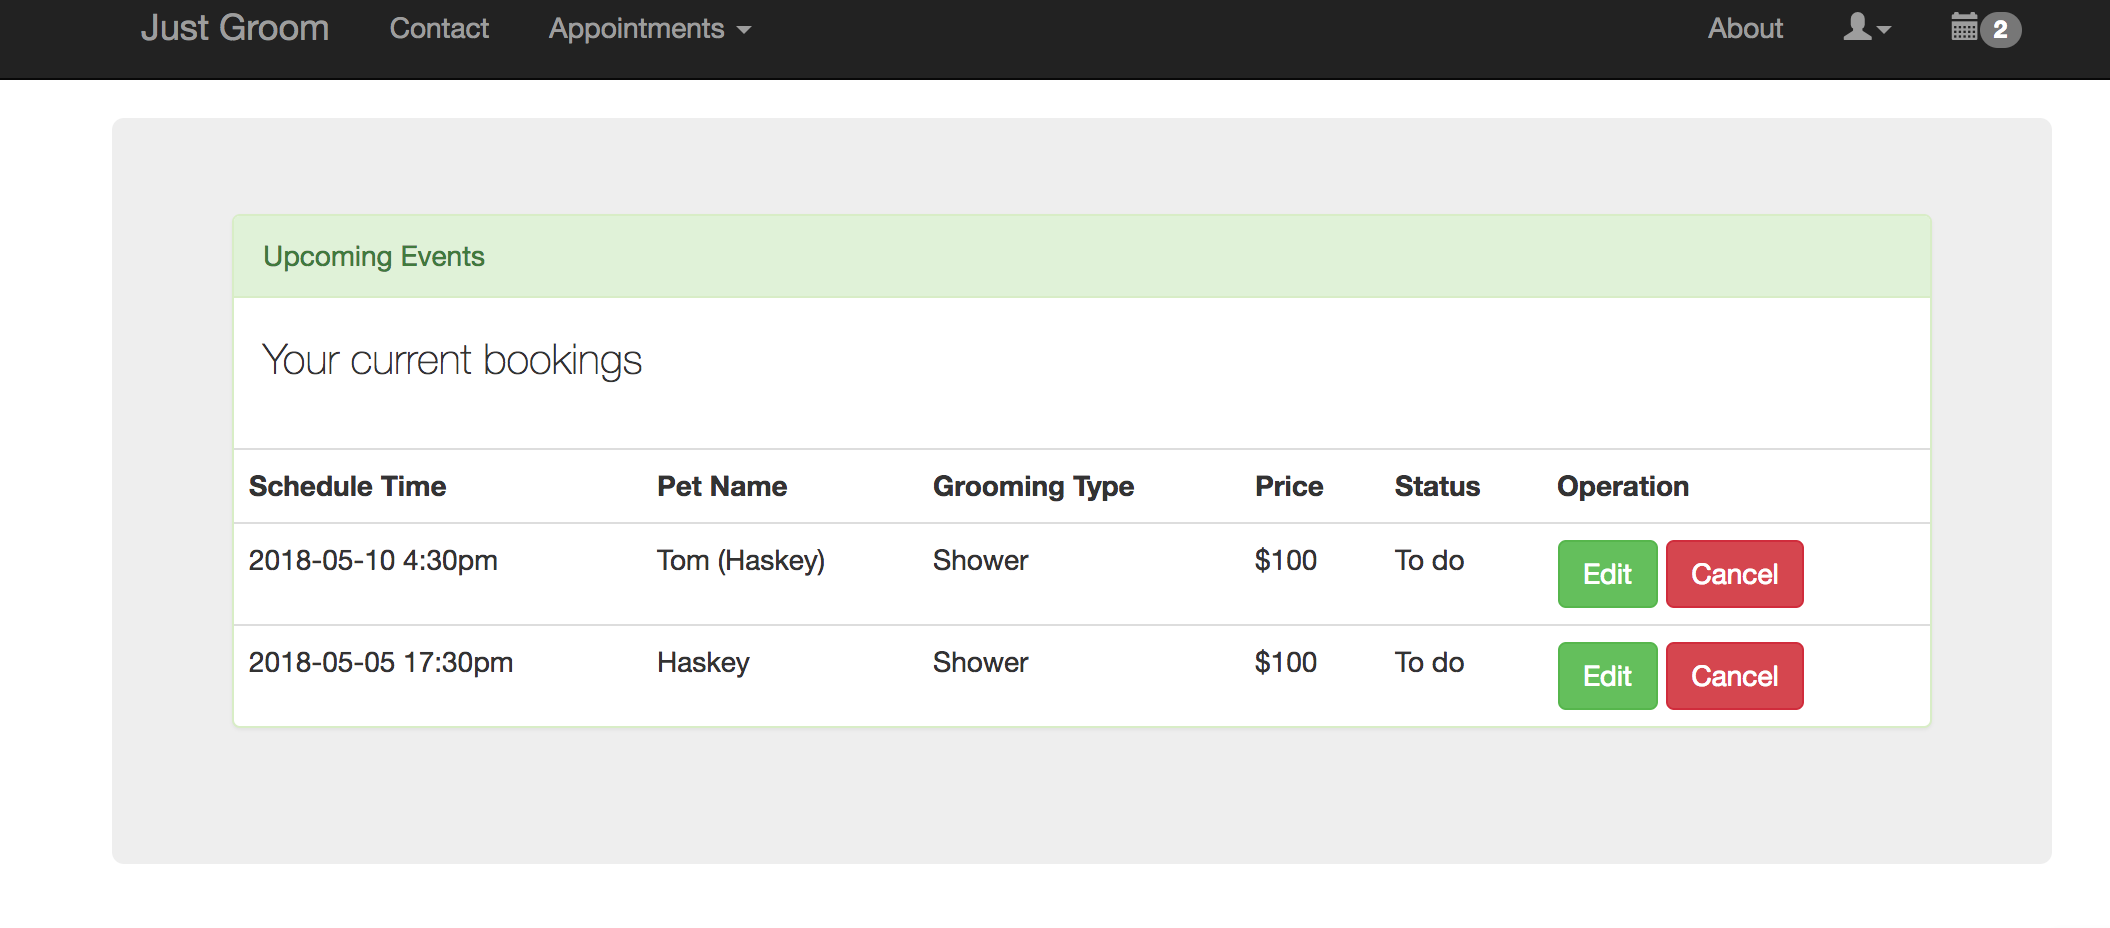 Just Groom Contact Appointments About 2
Upcoming Events
Your current bookings
Schedule Time Pet Name Grooming Type Price Status Operation
2018-05-10 4:30pm Tom (Haskey) Shower $100 To do Edit Cancel
2018-05-05 17:30pm Haskey Shower $100 To do Edit Cancel